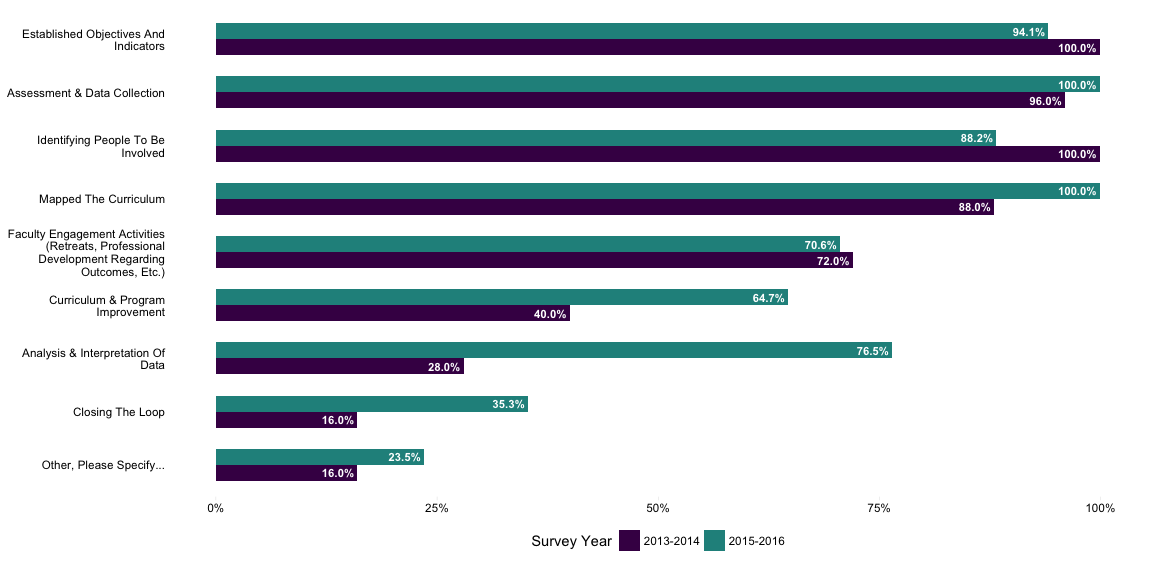 Established Objectives And
Indicators
94.1%
100.0%
Assessment & Data Collection
100.0%
96.0%
Identifying People To Be
Involved
88.2%
100.0%
Mapped The Curriculum
100.0%
88.0%
Faculty Engagement Activities
(Retreats, Professional
Development Regarding
Outcomes, Etc.)
70.6%
72.0%
Curriculum & Program
Improvement
64.7%
40.0%
Analysis & Interpretation Of
Data
76.5%
28.0%
Closing The Loop
35.3%
16.0%
Other, Please Specify...
23.5%
16.0%
0% 25% 50% 75% 100%
Survey Year 2013-2014 2015-2016